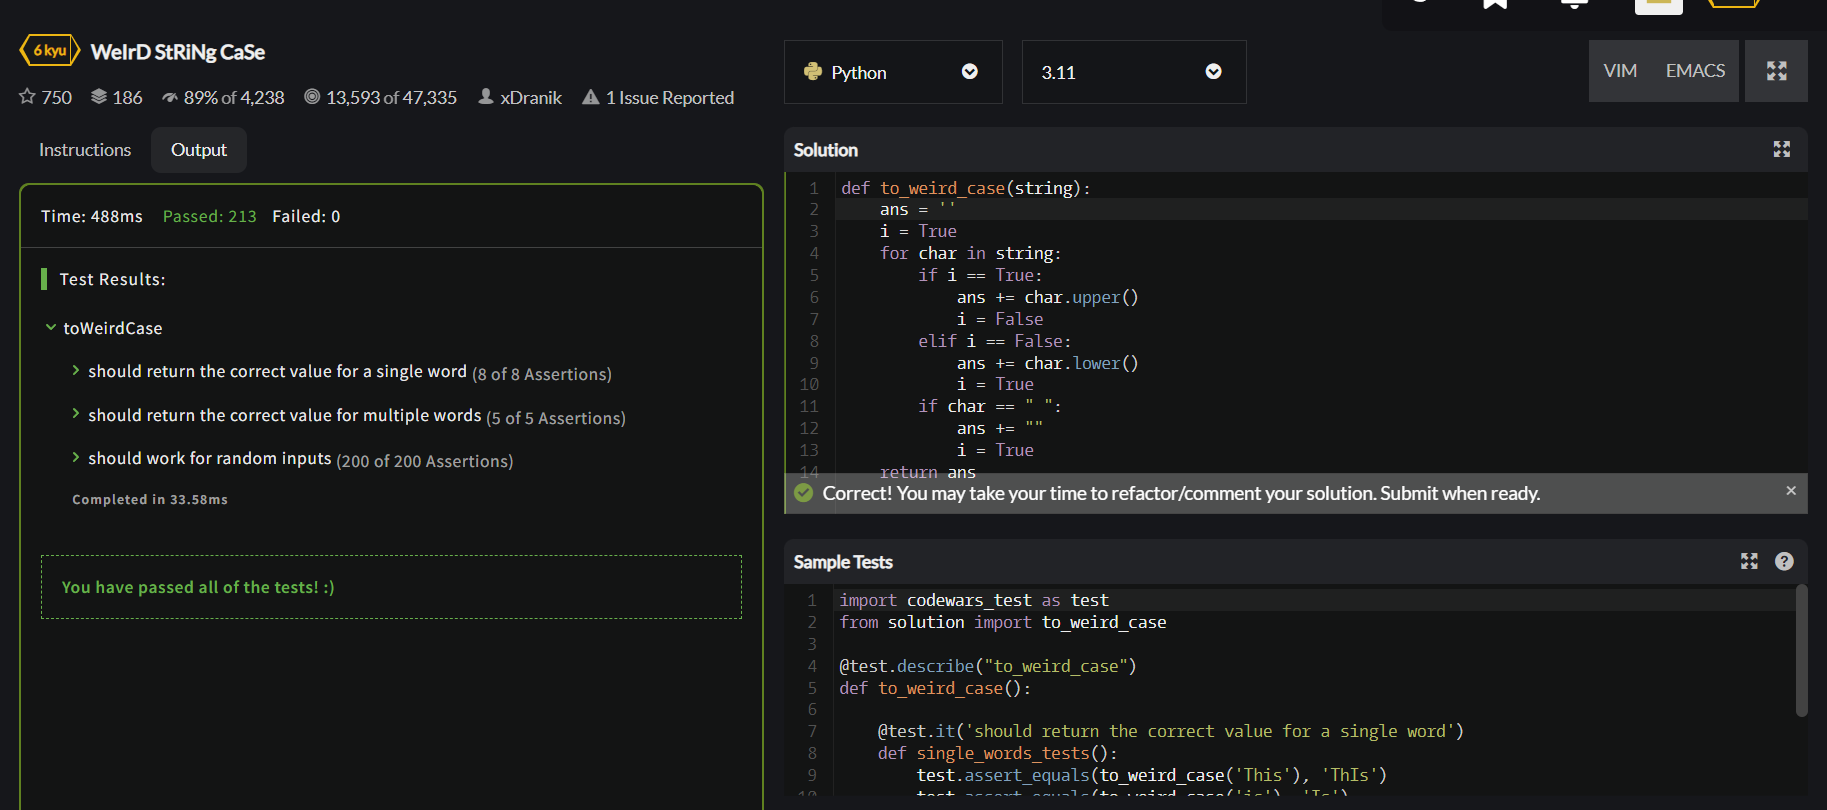 6 kyu WeIrD StRiNg CaSe
750 186 89% of 4,238 13,593 of 47,335 xDranik 1 Issue Reported
Instructions Output
Time: 488ms Passed: 213 Failed: 0
Test Results:
toWeirdCase
should return the correct value for a single word (8 of 8 Assertions)
should return the correct value for multiple words (5 of 5 Assertions)
should work for random inputs (200 of 200 Assertions)
Completed in 33.58ms
You have passed all of the tests! :)
Python 3.11 VIM EMACS
Solution
1 def to_weird_case(string):
2 ans = ''
3 i = True
4 for char in string:
5 if i == True:
6 ans += char.upper()
7 i = False
8 elif i == False:
9 ans += char.lower()
10 i = True
11 if char == " ":
12 ans += ""
13 i = True
14 return ans
Correct! You may take your time to refactor/comment your solution. Submit when ready. ×
Sample Tests ?
1 import codewars_test as test
2 from solution import to_weird_case
3
4 @test.describe("to_weird_case")
5 def to_weird_case():
6
7 @test.it('should return the correct value for a single word')
8 def single_words_tests():
9 test.assert_equals(to_weird_case('This'), 'ThIs')
10 test.assert_equals(to_weird_case('is'), 'Is')